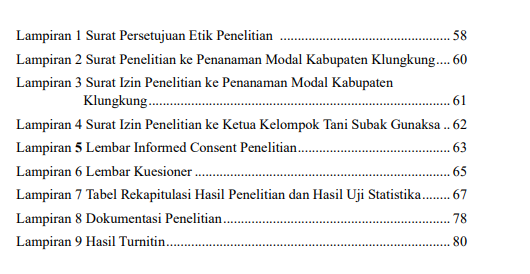 Lampiran 1 Surat Persetujuan Etik Penelitian ................................................. 58
Lampiran 2 Surat Penelitian ke Penanaman Modal Kabupaten Klungkung.... 60
Lampiran 3 Surat Izin Penelitian ke Penanaman Modal Kabupaten
Klungkung....................................................................................... 61
Lampiran 4 Surat Izin Penelitian ke Ketua Kelompok Tani Subak Gunaksa .. 62
Lampiran 5 Lembar Informed Consent Penelitian............................................ 63
Lampiran 6 Lembar Kuesioner .......................................................................... 65
Lampiran 7 Tabel Rekapitulasi Hasil Penelitian dan Hasil Uji Statistika........ 67
Lampiran 8 Dokumentasi Penelitian.................................................................. 78
Lampiran 9 Hasil Turnitin.................................................................................. 80